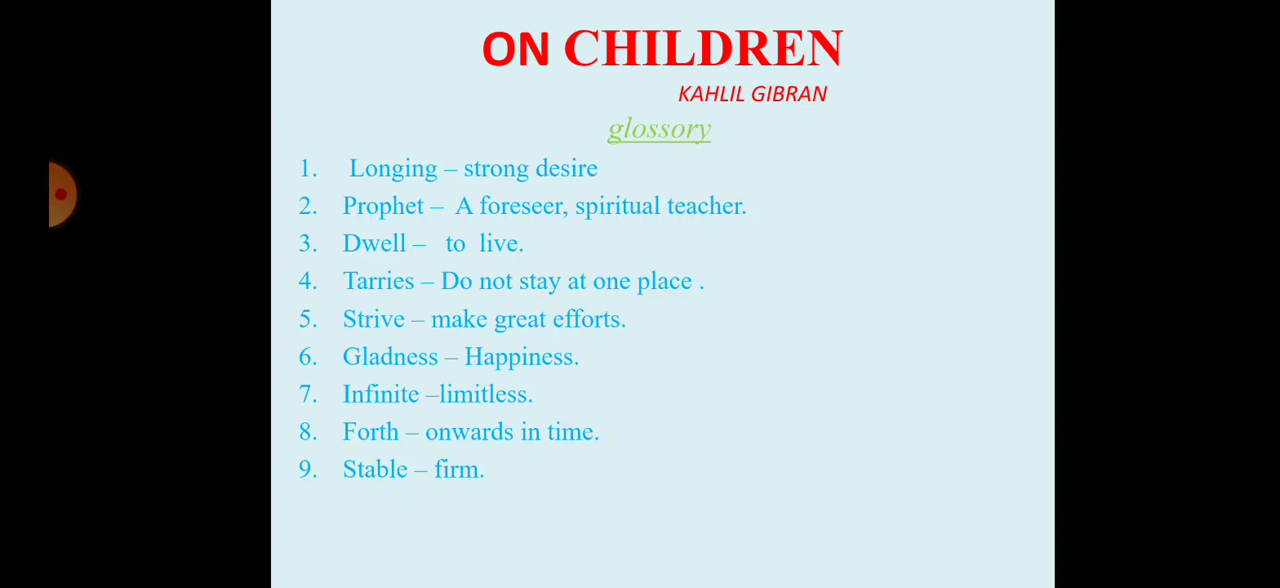 ON CHILDREN
KAHLIL GIBRAN
glossory
1. Longing – strong desire
2. Prophet – A foreseer, spiritual teacher.
3. Dwell – to live.
4. Tarries – Do not stay at one place .
5. Strive – make great efforts.
6. Gladness – Happiness.
7. Infinite –limitless.
8. Forth – onwards in time.
9. Stable – firm.